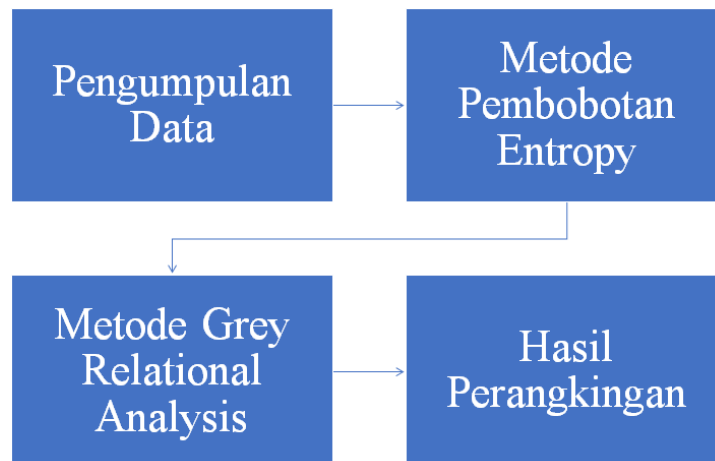 Pengumpulan
Data
Metode
Pembobotan
Entropy
Metode Grey
Relational
Analysis
Hasil
Perangkingan